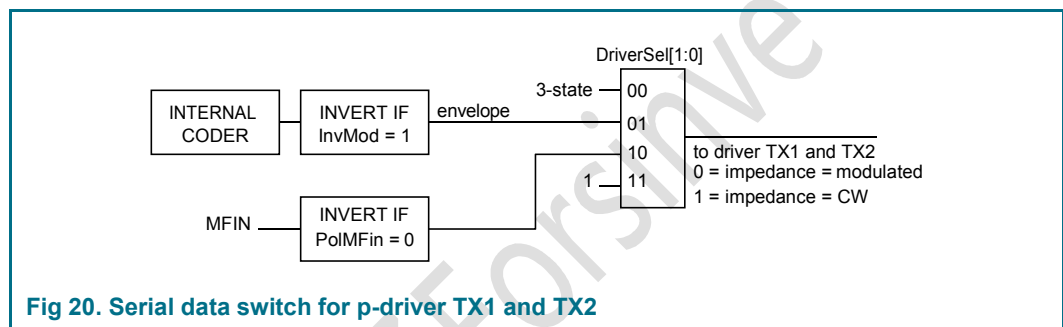 DriverSel[1:0]
3-state
00
INTERNAL
CODER
INVERT IF
InvMod = 1
envelope
01
10
1
11
to driver TX1 and TX2
0 = impedance = modulated
1 = impedance = CW
MFIN
INVERT IF
PolMFin = 0
Fig 20. Serial data switch for p-driver TX1 and TX2